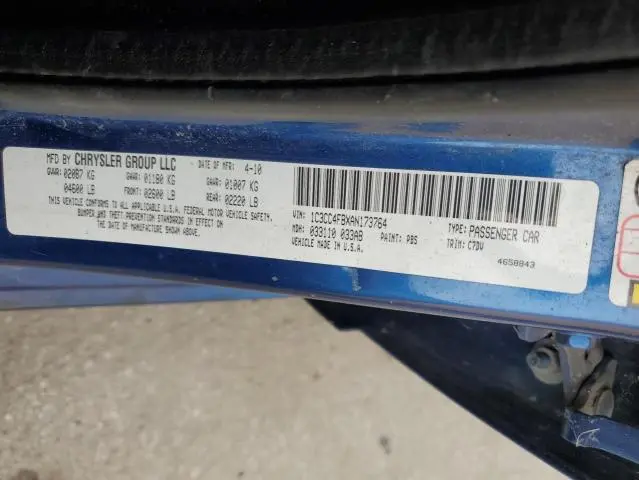 MFD BY CHRYSLER GROUP LLC DATE OF MFR: 4-10
GVWR: 02087 KG GAWR: 01180 KG GAWR: 01007 KG
04600 LB FRONT: 02600 LB REAR: 02220 LB
THIS VEHICLE CONFORMS TO ALL APPLICABLE U.S.A. FEDERAL MOTOR VEHICLE SAFETY,
BUMPER AND THEFT PREVENTION STANDARDS IN EFFECT ON THE DATE OF
MANUFACTURE SHOWN ABOVE.
VIN: 1C3CC4FBXAN173764 TYPE: PASSENGER CAR
MDH: 033110 033AB PAINT: PBS TRIM: C7DV
VEHICLE MADE IN U.S.A.
4658843